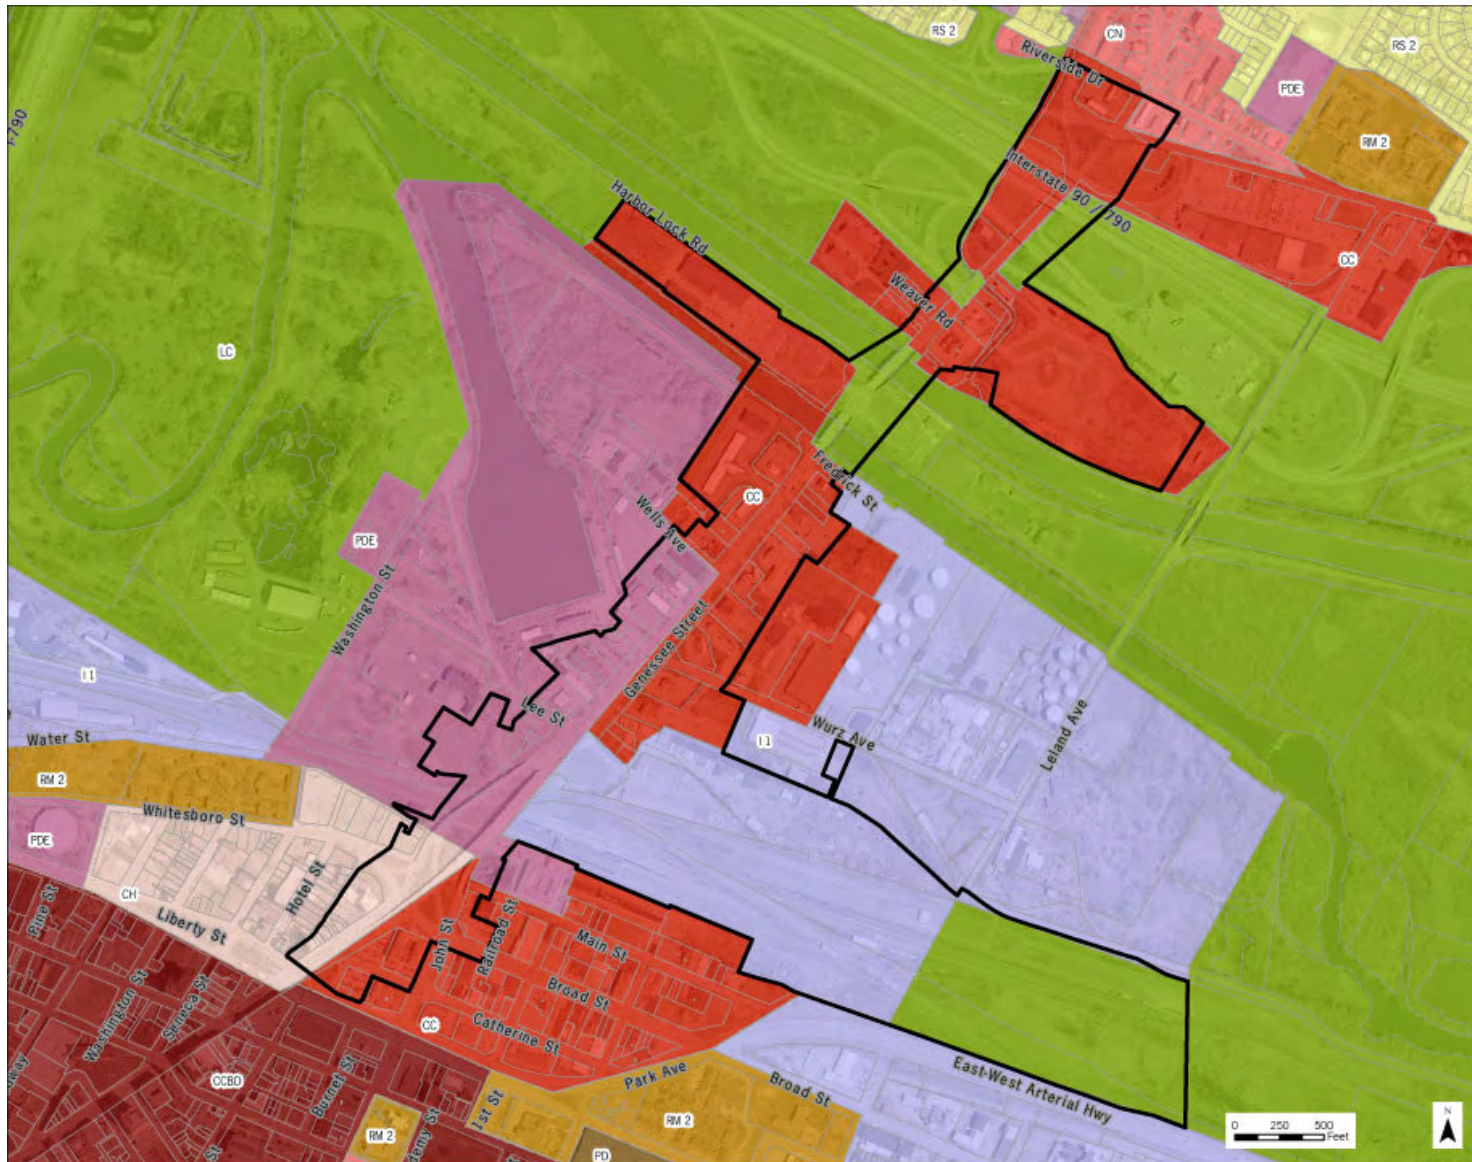 RS 2
CN
RS 2
Riverside Dr
PDE
I-790
RM 2
Interstate 90 / 790
Harbor Lock Rd
CC
Weaver Rd
LC
Fredrick St
CC
Wells Ave
PDE
Washington St
Genessee Street
I 1
Lee St
Wurz Ave
Leland Ave
I 1
Water St
RM 2
Whitesboro St
PDE
CH
Hotel St
Liberty St
Pine St
John St
Railroad St
Main St
Washington St
Seneca St
Broad St
CC
Catherine St
CCBD
Burnet St
Park Ave
Broad St
East-West Arterial Hwy
1st St
RM 2
RM 2
PD
0 250 500
Feet
N